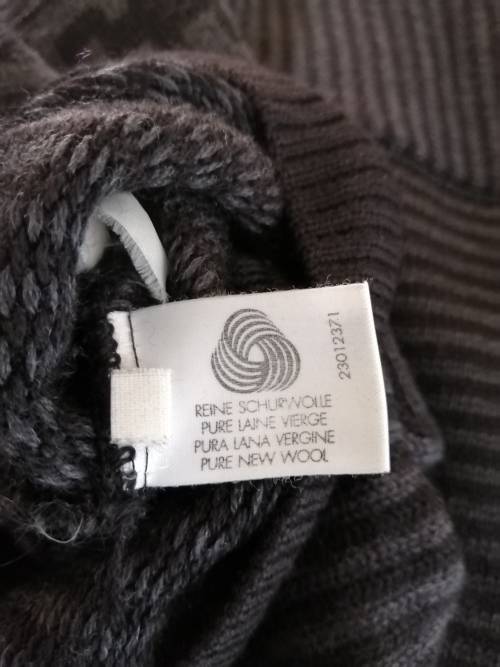 23012371
REINE SCHURWOLLE
PURE LAINE VIERGE
PURA LANA VERGINE
PURE NEW WOOL